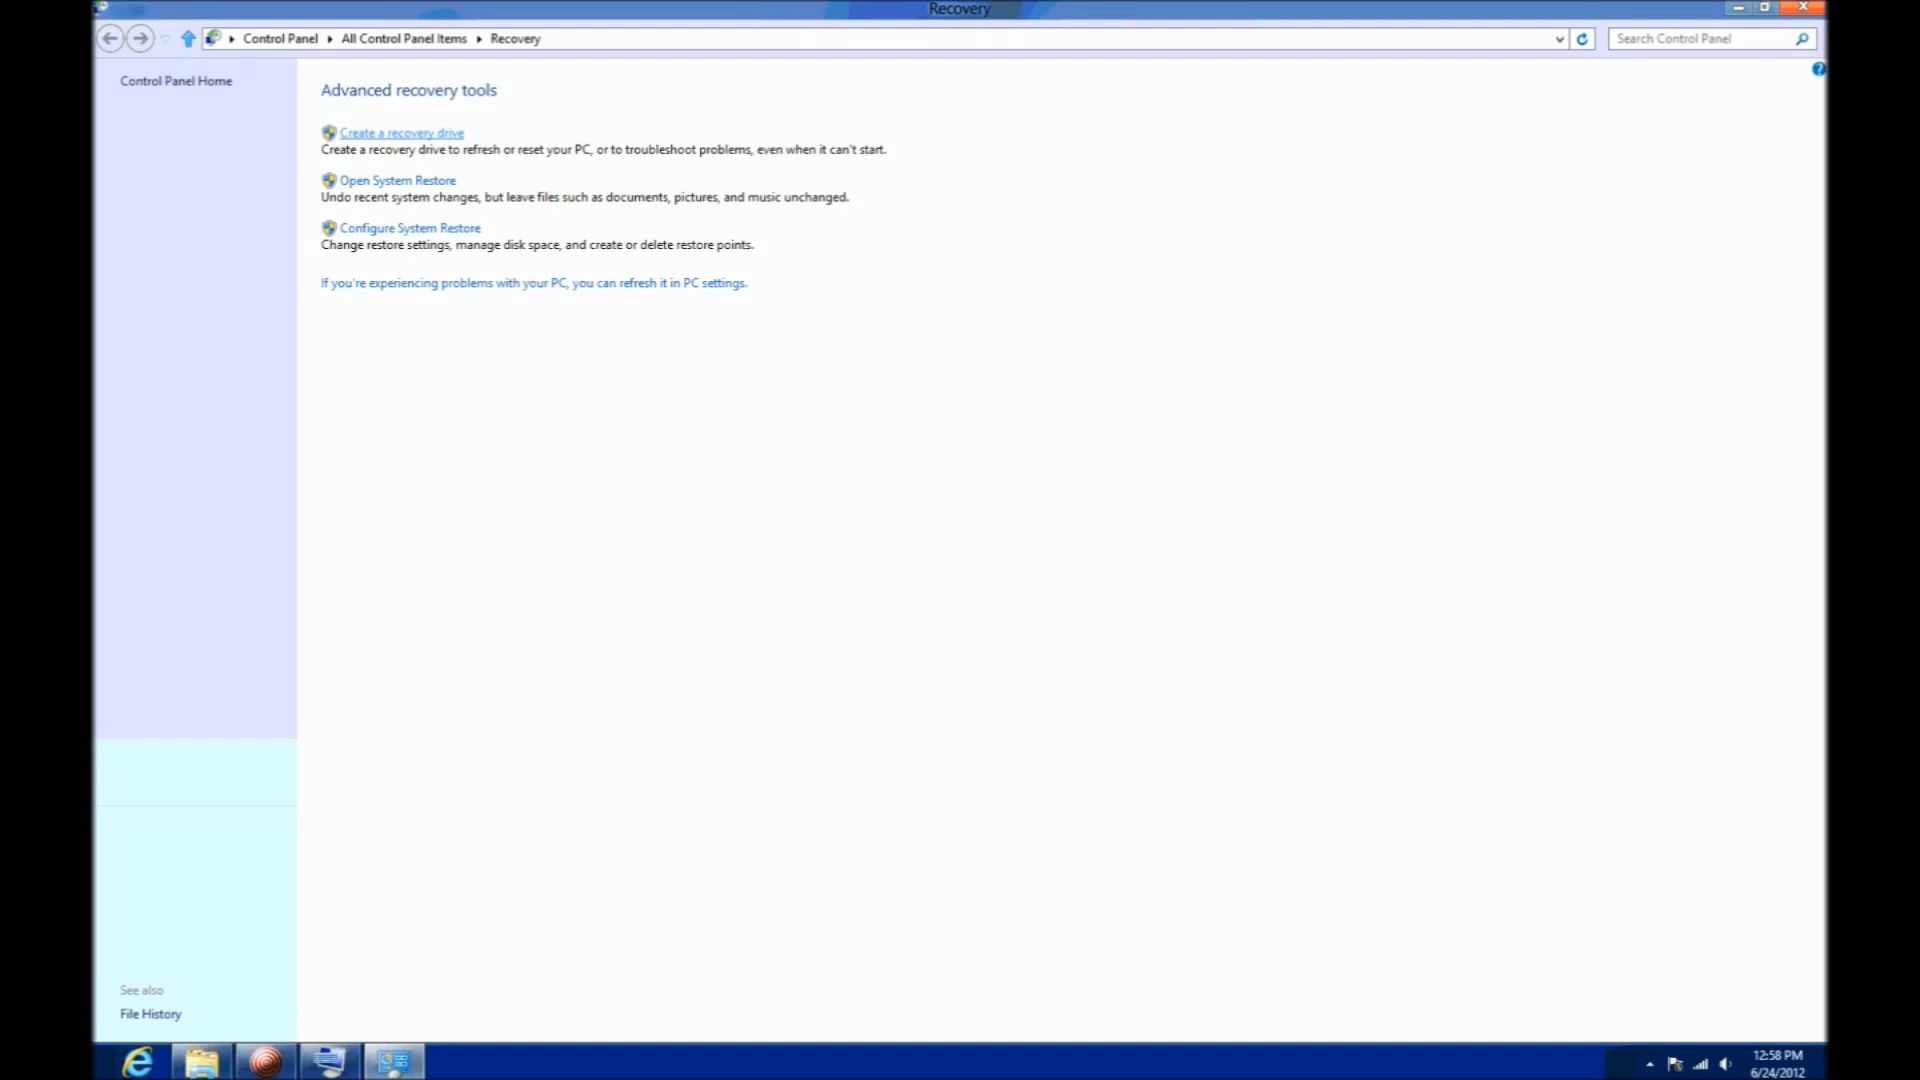 Recovery
Control Panel All Control Panel Items Recovery
Search Control Panel
Control Panel Home
Advanced recovery tools
Create a recovery drive
Create a recovery drive to refresh or reset your PC, or to troubleshoot problems, even when it can't start.
Open System Restore
Undo recent system changes, but leave files such as documents, pictures, and music unchanged.
Configure System Restore
Change restore settings, manage disk space, and create or delete restore points.
If you're experiencing problems with your PC, you can refresh it in PC settings.
See also
File History
12:58 PM
6/24/2012